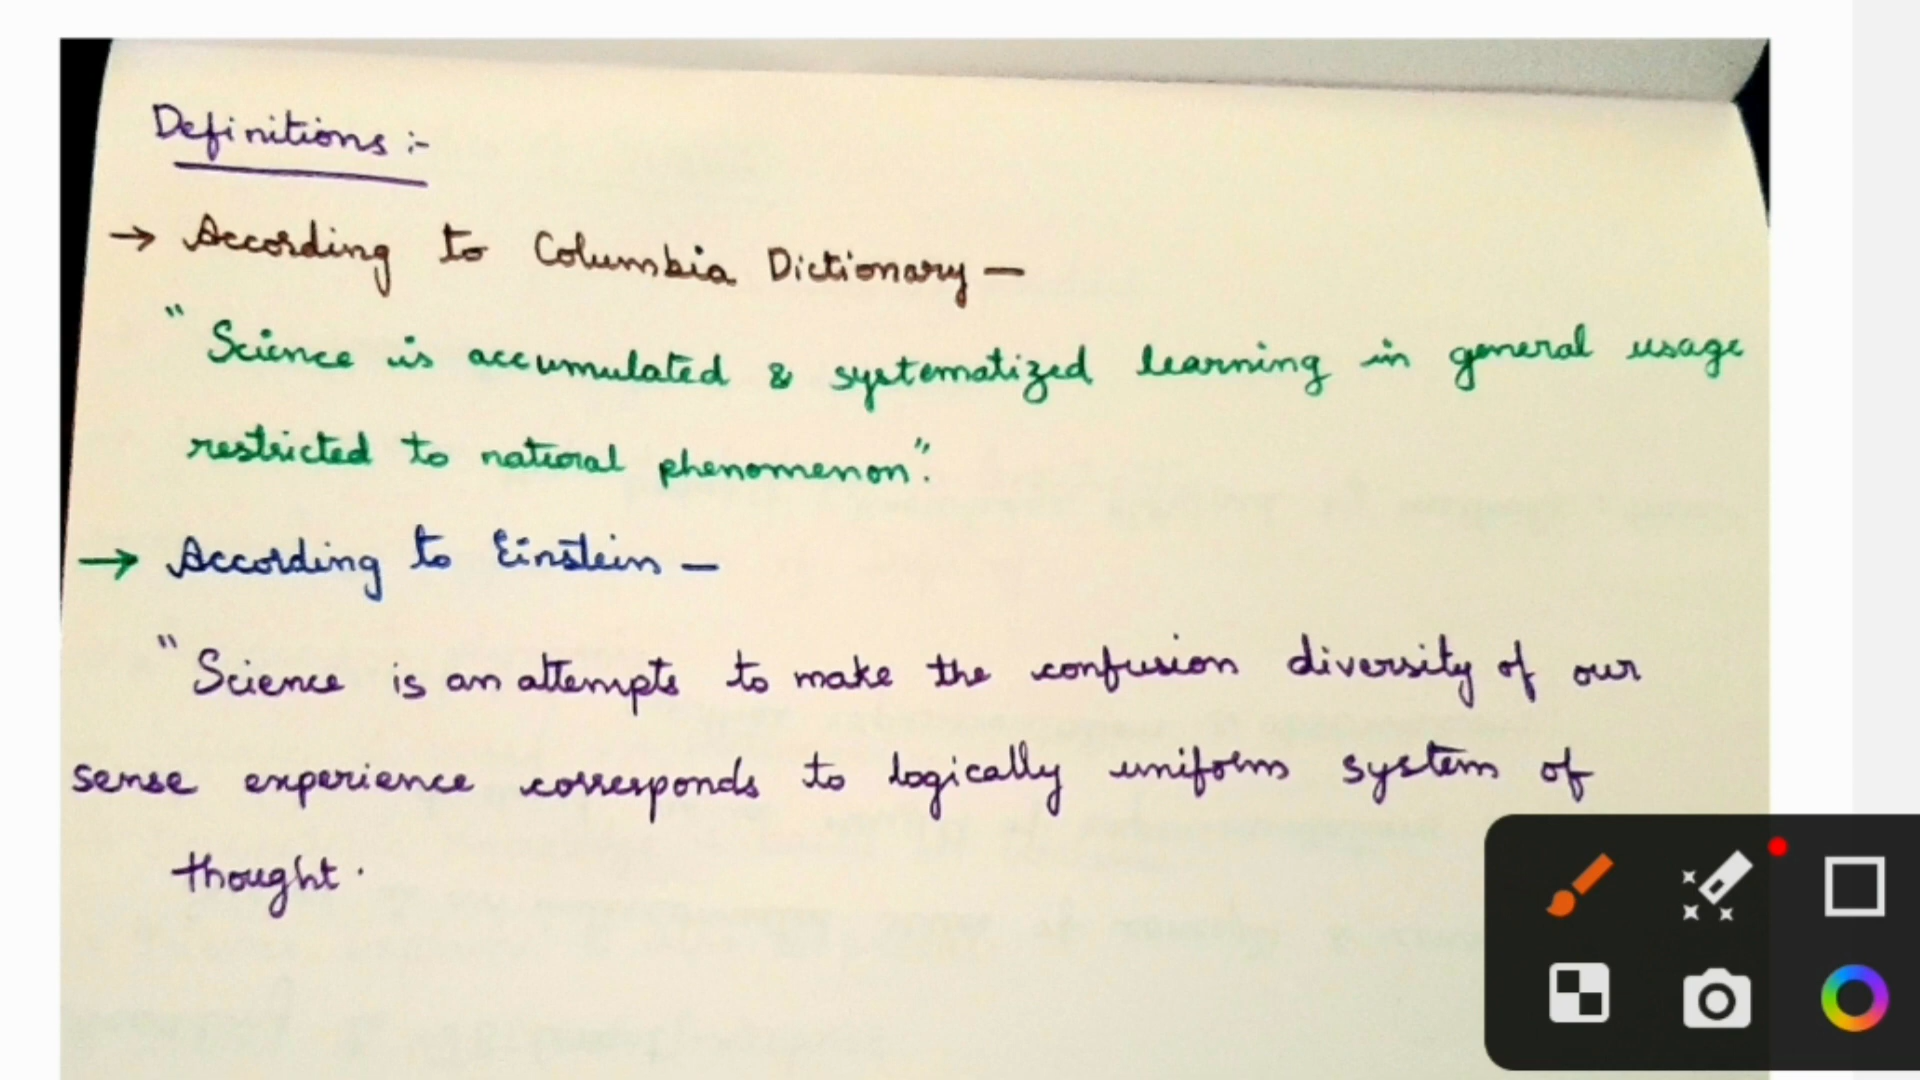 Definitions :-
→ According to Columbia Dictionary —
" Science is accumulated & systematized learning in general usage
restricted to natural phenomenon".
→ According to Einstein —
" Science is an attempts to make the confusion diversity of our
sense experience corresponds to logically uniform system of
thought.